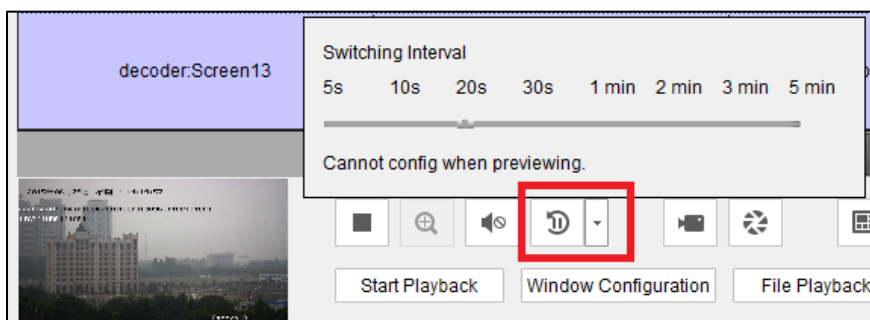 decoder:Screen13
Switching Interval
5s 10s 20s 30s 1 min 2 min 3 min 5 min
Cannot config when previewing.
Start Playback Window Configuration File Playback